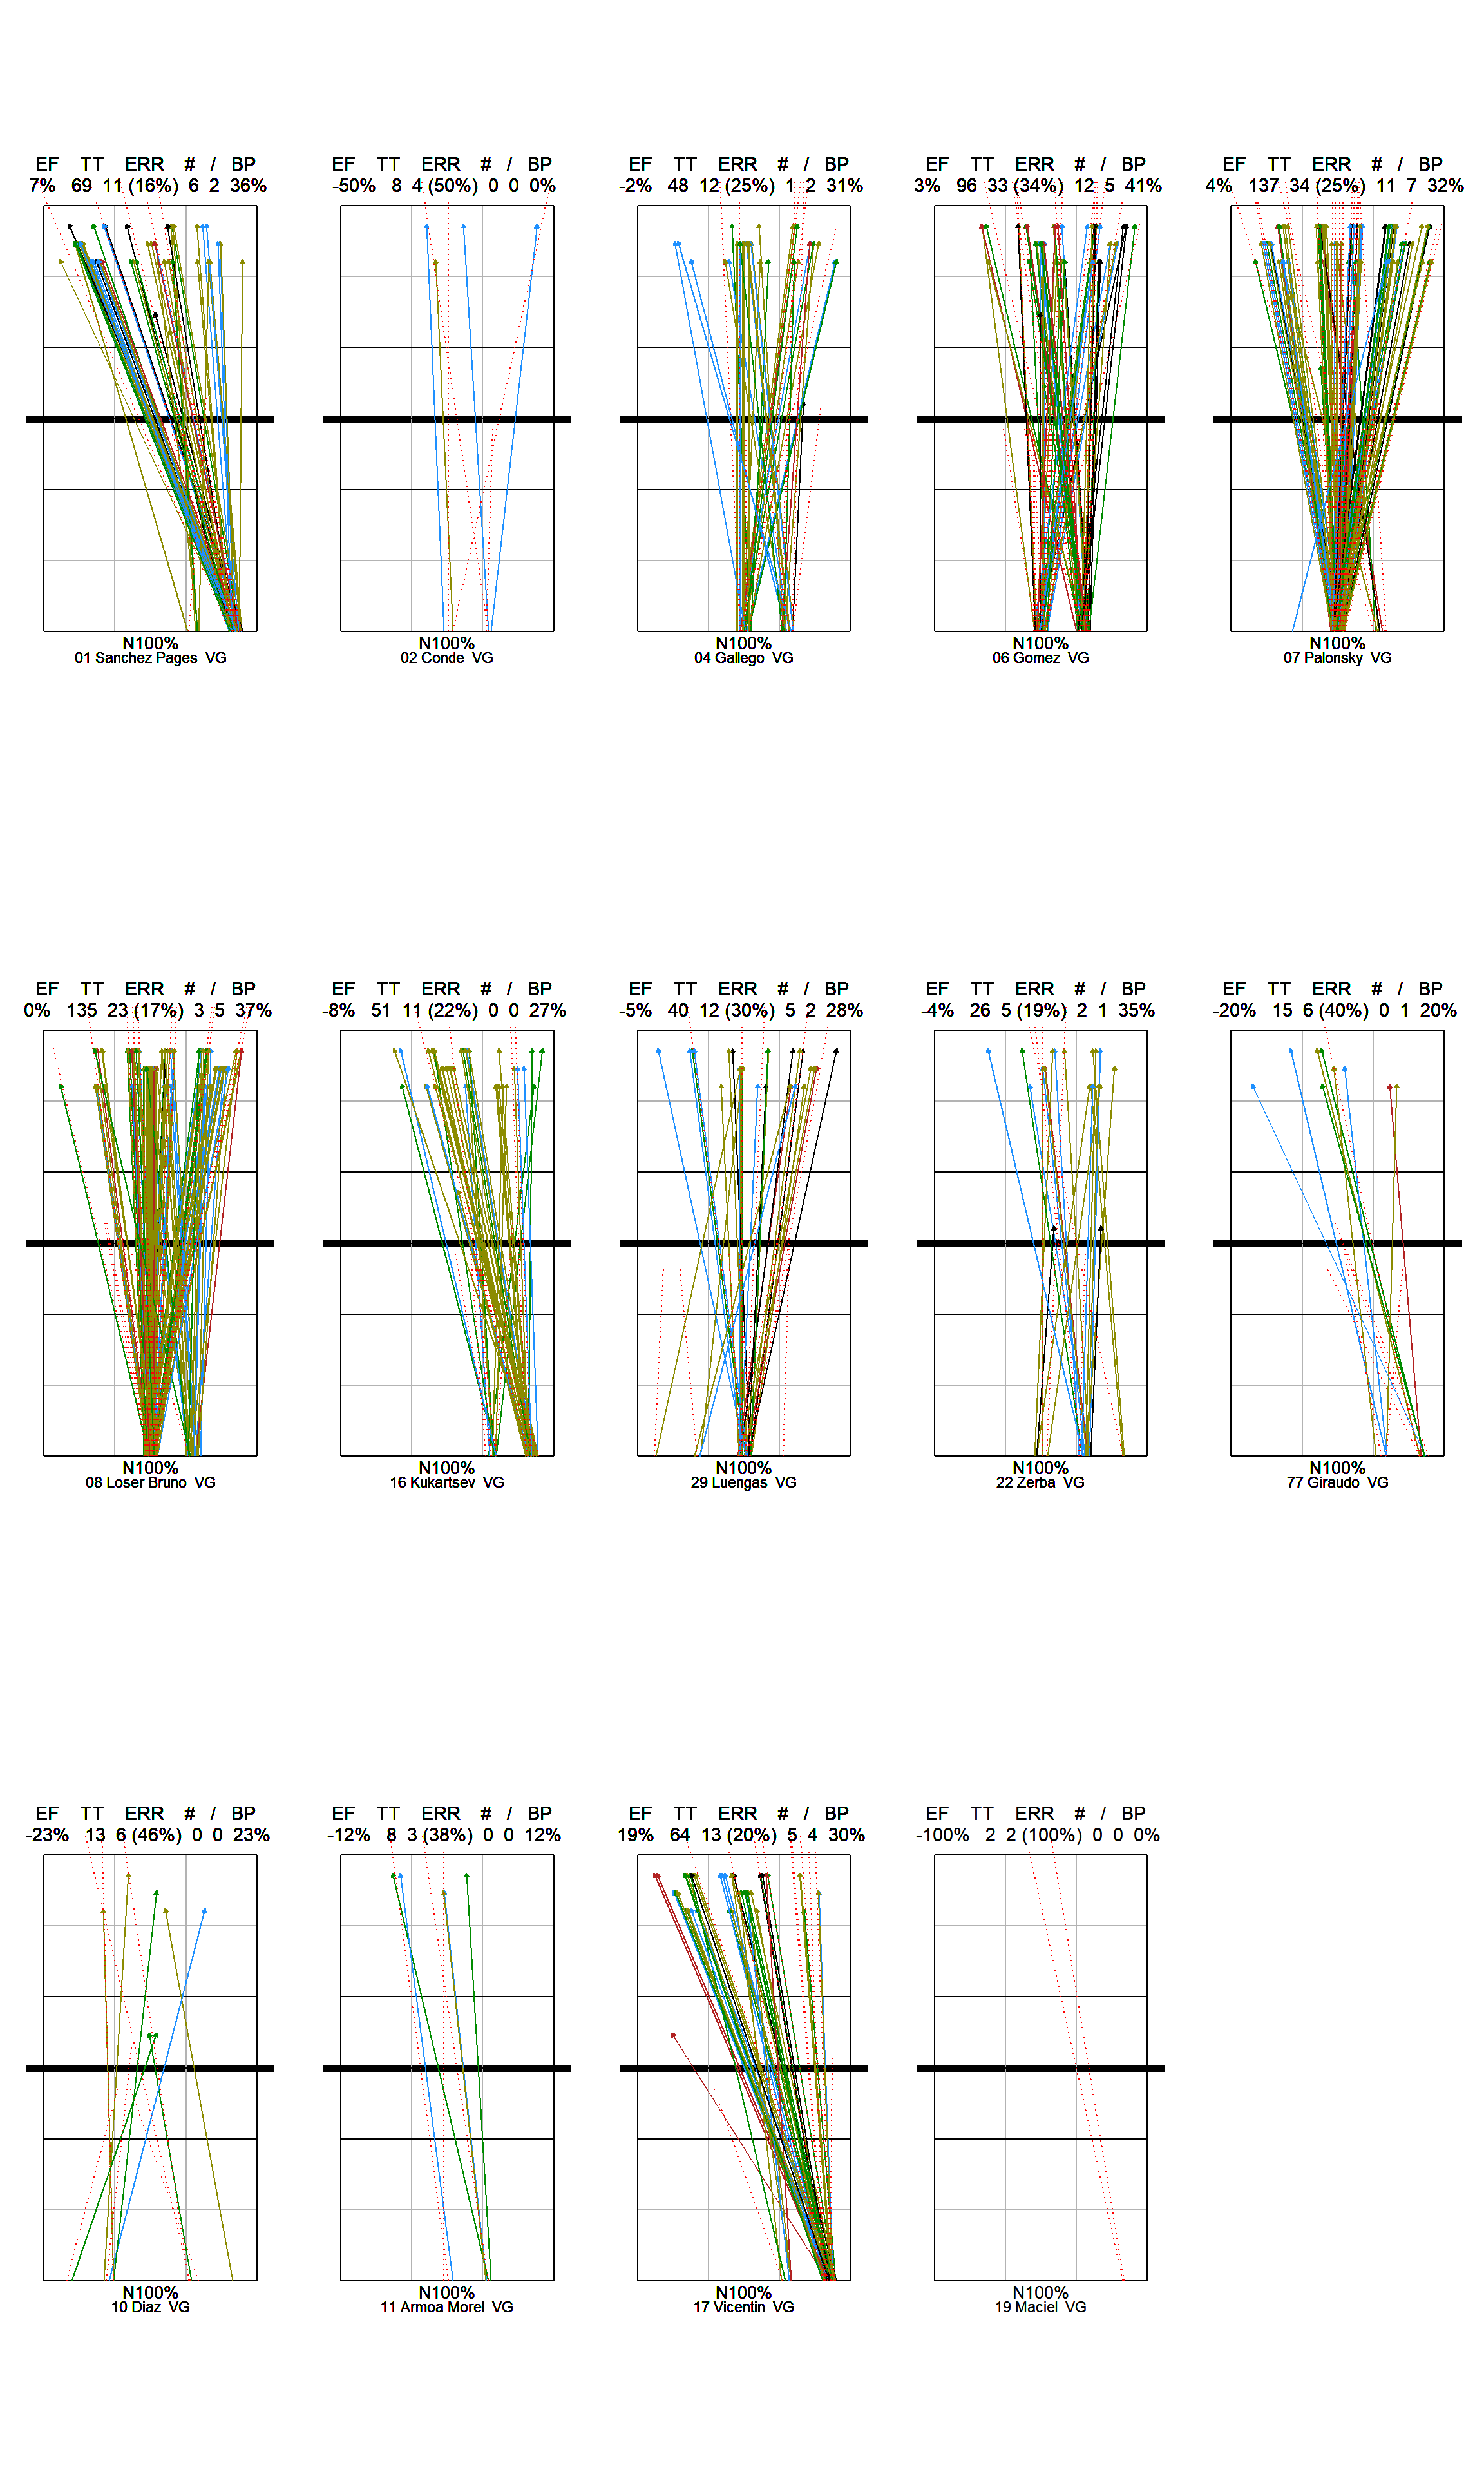 EF TT ERR # / BP
7% 69 11 (16%) 6 2 36%
N100%
01 Sanchez Pages VG
EF TT ERR # / BP
-50% 8 4 (50%) 0 0 0%
N100%
02 Conde VG
EF TT ERR # / BP
-2% 48 12 (25%) 1 2 31%
N100%
04 Gallego VG
EF TT ERR # / BP
3% 96 33 (34%) 12 5 41%
N100%
06 Gomez VG
EF TT ERR # / BP
4% 137 34 (25%) 11 7 32%
N100%
07 Palonsky VG
EF TT ERR # / BP
0% 135 23 (17%) 3 5 37%
N100%
08 Loser Bruno VG
EF TT ERR # / BP
-8% 51 11 (22%) 0 0 27%
N100%
16 Kukartsev VG
EF TT ERR # / BP
-5% 40 12 (30%) 5 2 28%
N100%
29 Luengas VG
EF TT ERR # / BP
-4% 26 5 (19%) 2 1 35%
N100%
22 Zerba VG
EF TT ERR # / BP
-20% 15 6 (40%) 0 1 20%
N100%
77 Giraudo VG
EF TT ERR # / BP
-23% 13 6 (46%) 0 0 23%
N100%
10 Diaz VG
EF TT ERR # / BP
-12% 8 3 (38%) 0 0 12%
N100%
11 Armoa Morel VG
EF TT ERR # / BP
19% 64 13 (20%) 5 4 30%
N100%
17 Vicentin VG
EF TT ERR # / BP
-100% 2 2 (100%) 0 0 0%
N100%
19 Maciel VG